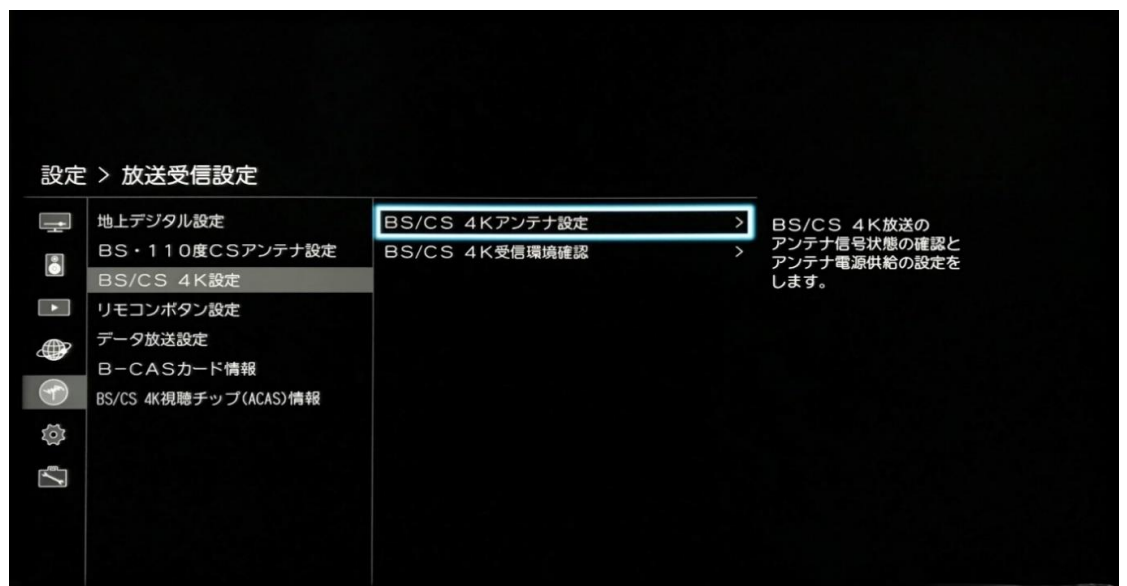 設定 > 放送受信設定
地上デジタル設定
BS・110度CSアンテナ設定
BS/CS 4K設定
リモコンボタン設定
データ放送設定
B-CASカード情報
BS/CS 4K視聴チップ(ACAS)情報
BS/CS 4Kアンテナ設定 >
BS/CS 4K受信環境確認 >
BS/CS 4K放送の
アンテナ信号状態の確認と
アンテナ電源供給の設定を
します。